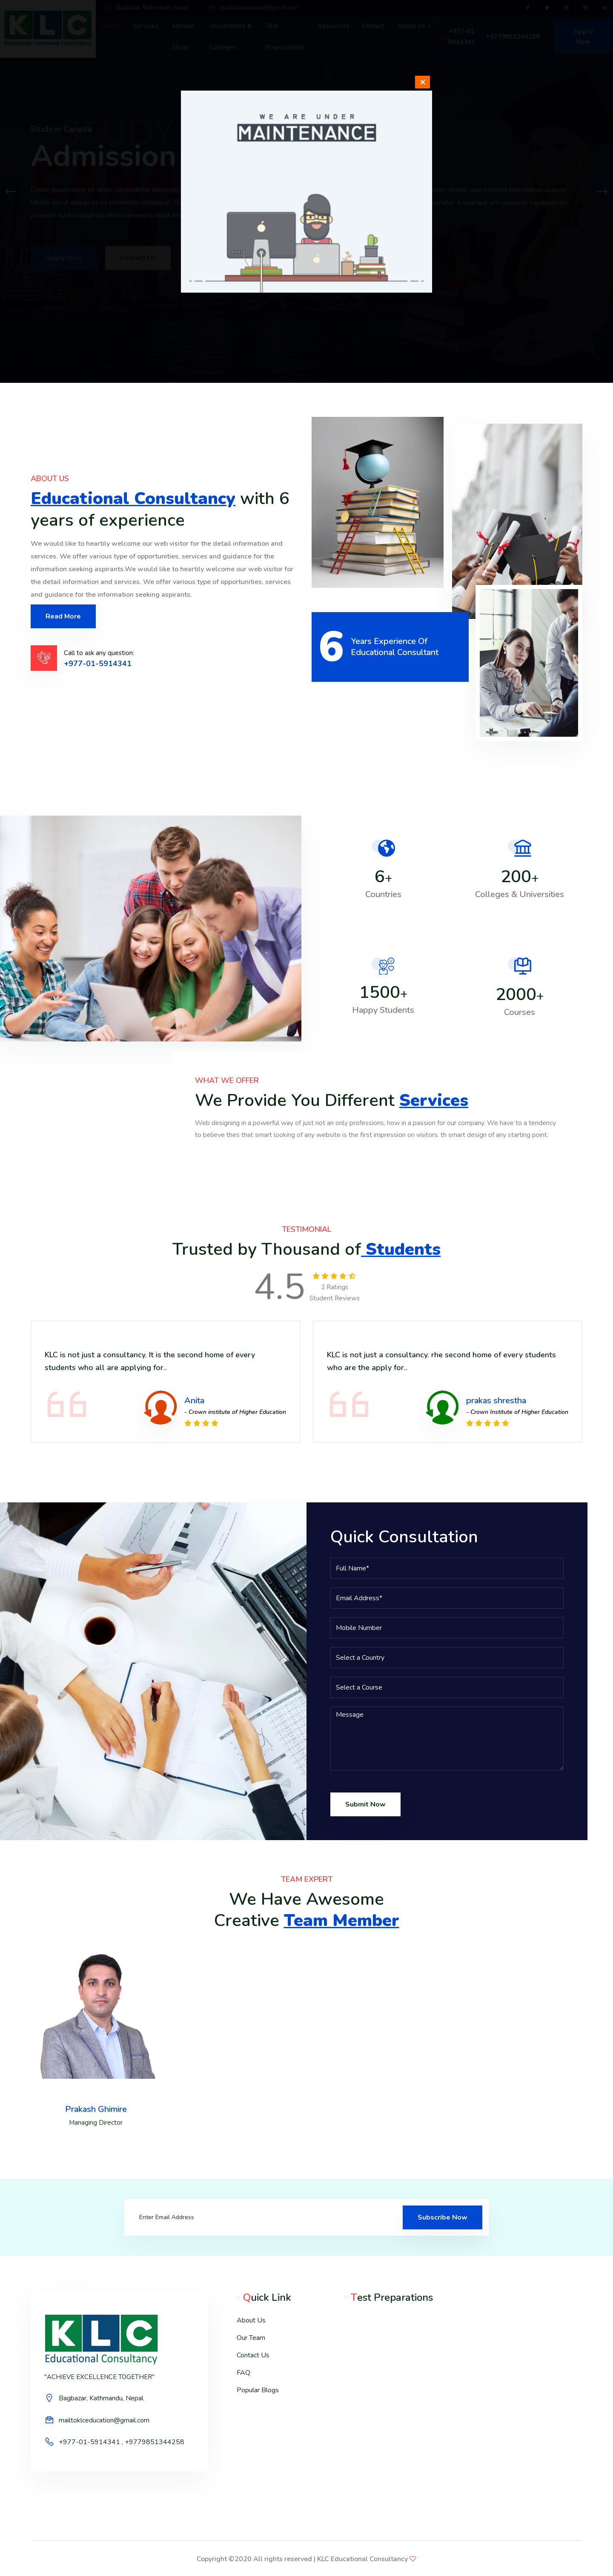 KLC
Services
Abroad Study
Universities & Colleges
Test Preparations
Resources
Contact
About Us
+977-01-5914341
,+9779851344258
Apply Now
WE ARE UNDER
MAINTENANCE
Study in Canada
Admission
Apply Now
Contact Us
ABOUT US
Educational Consultancy with 6
years of experience
We would like to heartily welcome our web visitor for the detail information and
services. We offer various type of opportunities, services and guidance for the
information seeking aspirants.We would like to heartily welcome our web visitor for
the detail information and services. We offer various type of opportunities, services
and guidance for the information seeking aspirants.
Read More
Call to ask any question:
+977-01-5914341
6
Years Experience Of
Educational Consultant
6+
Countries
200+
Colleges & Universities
1500+
Happy Students
2000+
Courses
WHAT WE OFFER
We Provide You Different Services
Web designing in a powerful way of just not an only professions, how in a passion for our company. We have to a tendency
to believe thes that smart looking of any website is the first impression on visitors. th smart design of any starting point.
TESTIMONIAL
Trusted by Thousand of Students
4.5
2 Ratings
Student Reviews
KLC is not just a consultancy. It is the second home of every
students who all are applying for..
Anita
- Crown institute of Higher Education
KLC is not just a consultancy. rhe second home of every students
who are the apply for..
prakas shrestha
- Crown Institute of Higher Education
Quick Consultation
Full Name*
Email Address*
Mobile Number
Select a Country
Select a Course
Message
Submit Now
TEAM EXPERT
We Have Awesome
Creative Team Member
Prakash Ghimire
Managing Director
Enter Email Address
Subscribe Now
KLC
Educational Consultancy
"ACHIEVE EXCELLENCE TOGETHER"
Bagbazar, Kathmandu, Nepal
mailtoklceducation@gmail.com
+977-01-5914341 , +9779851344258
Quick Link
About Us
Our Team
Contact Us
FAQ
Popular Blogs
Test Preparations
Copyright ©2020 All rights reserved | KLC Educational Consultancy